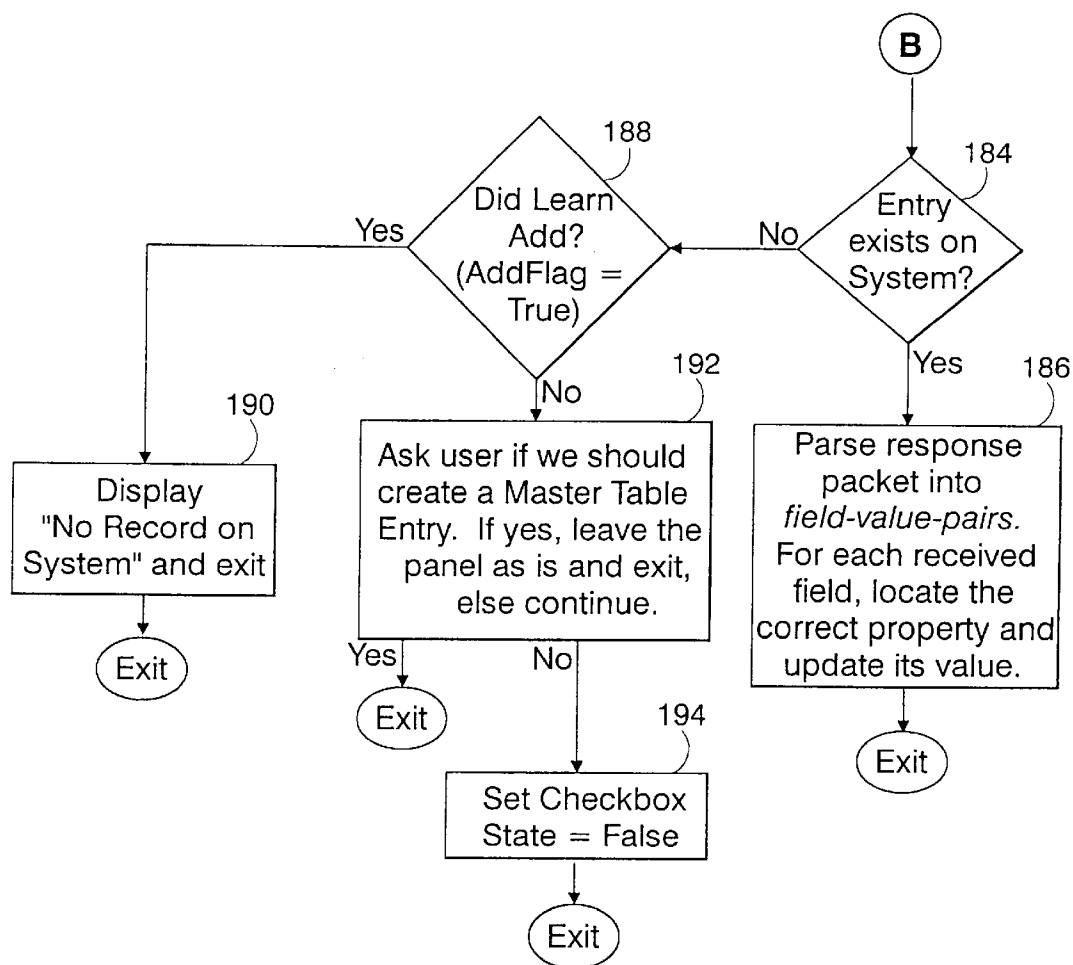 B
184
Entry
exists on
System?
No
Yes
188
Did Learn
Add?
(AddFlag =
True)
Yes
No
186
Parse response
packet into
field-value-pairs.
For each received
field, locate the
correct property and
update its value.
Exit
190
Display
"No Record on
System" and exit
Exit
192
Ask user if we should
create a Master Table
Entry. If yes, leave the
panel as is and exit,
else continue.
Yes
No
Exit
194
Set Checkbox
State = False
Exit